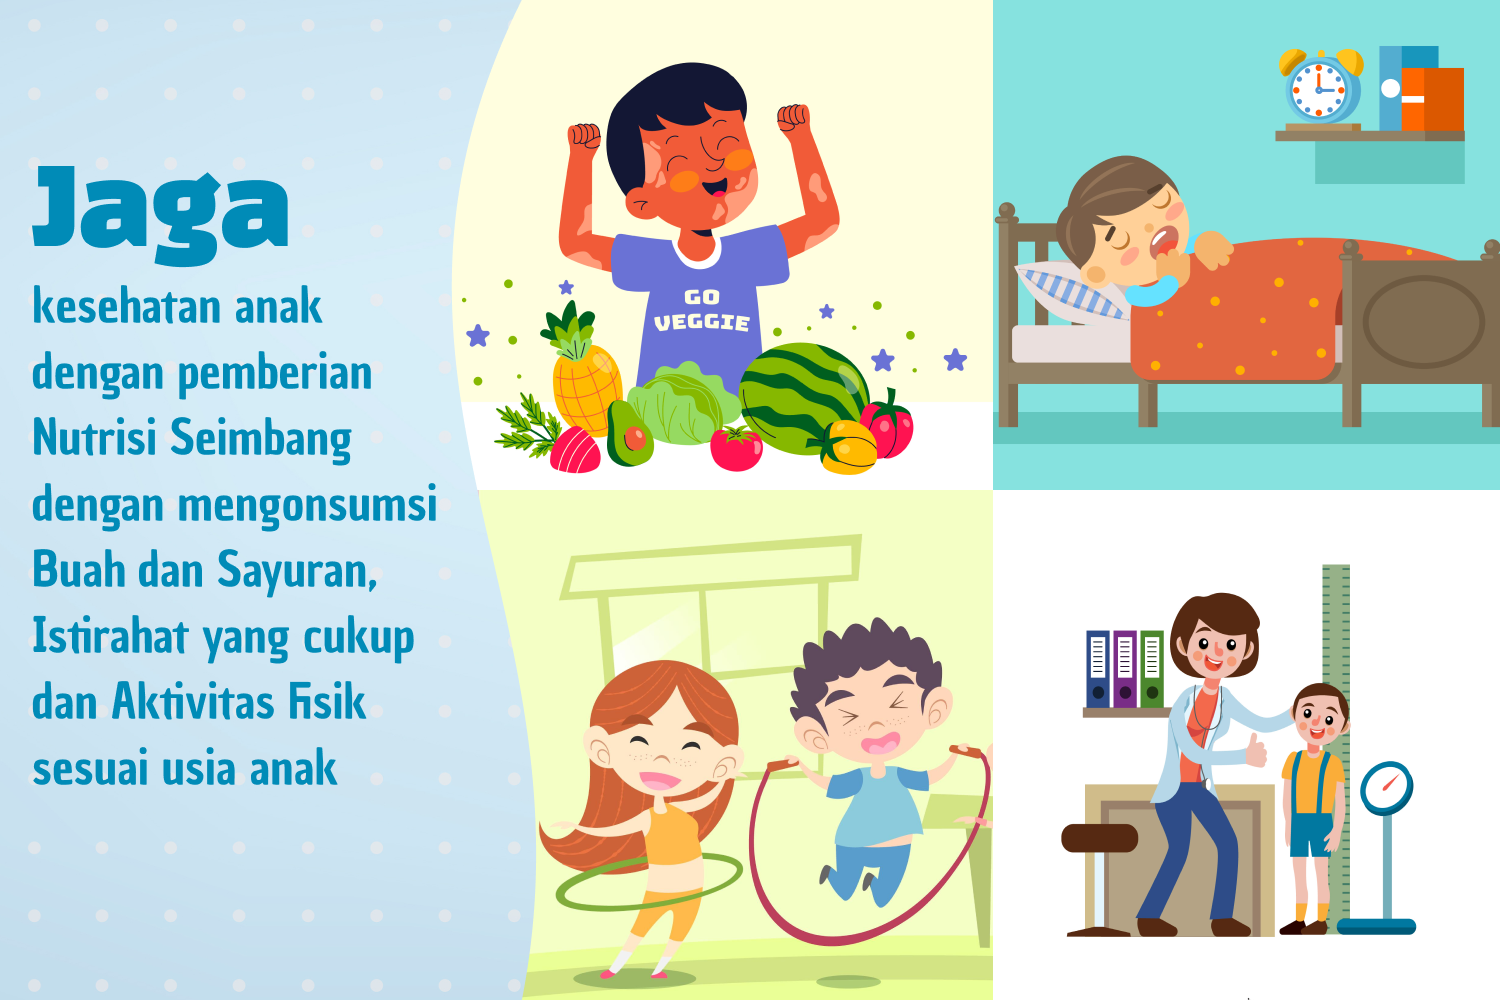 Jaga
kesehatan anak
dengan pemberian
Nutrisi Seimbang
dengan mengonsumsi
Buah dan Sayuran,
Istirahat yang cukup
dan Aktivitas Fisik
sesuai usia anak
GO
VEGGIE